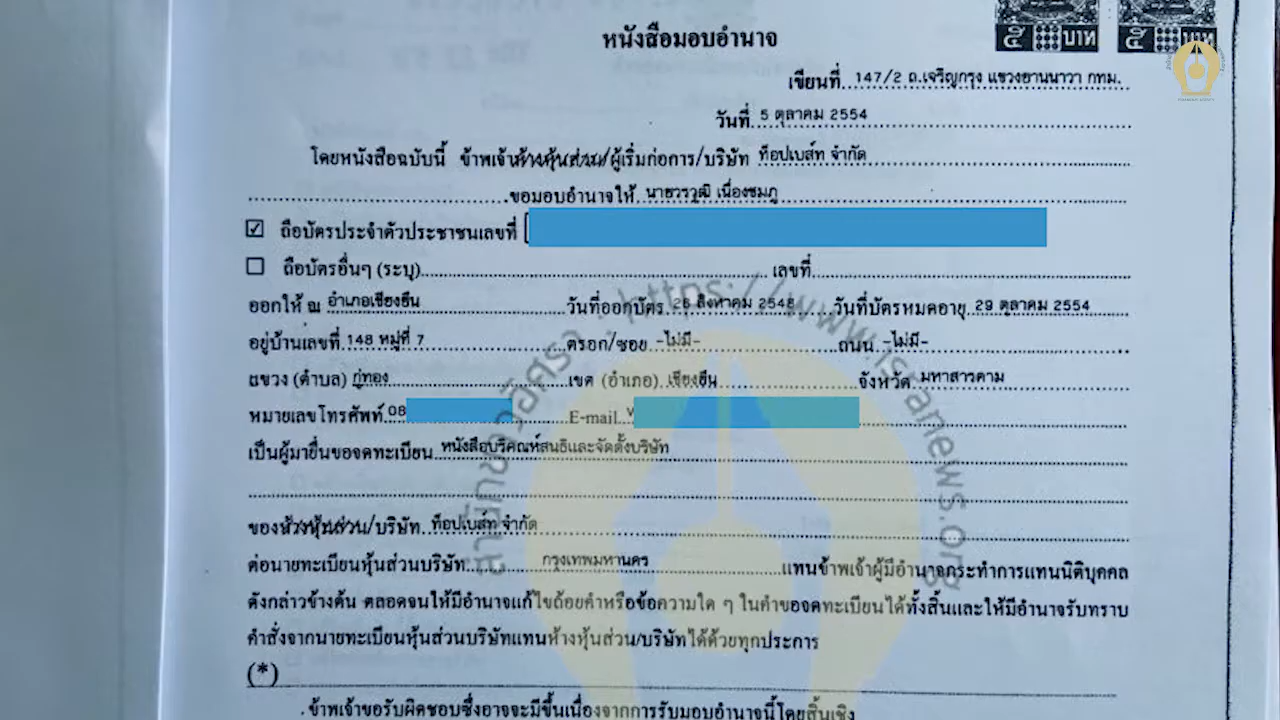 หนังสือมอบอำนาจ
๕ บาท ๕ บาท
เขียนที่ 147/2 ถ.เจริญกรุง แขวงยานนาวา กทม.
วันที่ 5 ตุลาคม 2554
โดยหนังสือฉบับนี้ ข้าพเจ้าห้างหุ้นส่วน/ผู้เริ่มก่อการ/บริษัท ท็อปเบส์ท จำกัด
ขอมอบอำนาจให้ นายวรวุฒิ เนื่องชมภู
☑ ถือบัตรประจำตัวประชาชนเลขที่
☐ ถือบัตรอื่นๆ (ระบุ) เลขที่
ออกให้ ณ อำเภอเชียงยืน วันที่ออกบัตร 26 สิงหาคม 2548 วันที่บัตรหมดอายุ 29 ตุลาคม 2554
อยู่บ้านเลขที่ 148 หมู่ที่ 7 ตรอก/ซอย -ไม่มี- ถนน -ไม่มี-
แขวง (ตำบล) กู่ทอง เขต (อำเภอ) เชียงยืน จังหวัด มหาสารคาม
หมายเลขโทรศัพท์ 08 E-mail v
เป็นผู้มายื่นขอจดทะเบียน หนังสือบริคณห์สนธิและจัดตั้งบริษัท
ของห้างหุ้นส่วน/บริษัท ท็อปเบส์ท จำกัด
ต่อนายทะเบียนหุ้นส่วนบริษัท กรุงเทพมหานคร แทนข้าพเจ้าผู้มีอำนาจกระทำการแทนนิติบุคคล
ดังกล่าวข้างต้น ตลอดจนให้มีอำนาจแก้ไขถ้อยคำหรือข้อความใด ๆ ในคำขอจดทะเบียนได้ทั้งสิ้นและให้มีอำนาจรับทราบ
คำสั่งจากนายทะเบียนหุ้นส่วนบริษัทแทนห้างหุ้นส่วน/บริษัทได้ด้วยทุกประการ
(*)
ข้าพเจ้าขอรับผิดชอบซึ่งอาจจะมีขึ้นเนื่องจากการรับมอบอำนาจนี้โดยสิ้นเชิง
สำนักข่าวอิศรา : https://www.isranews.org